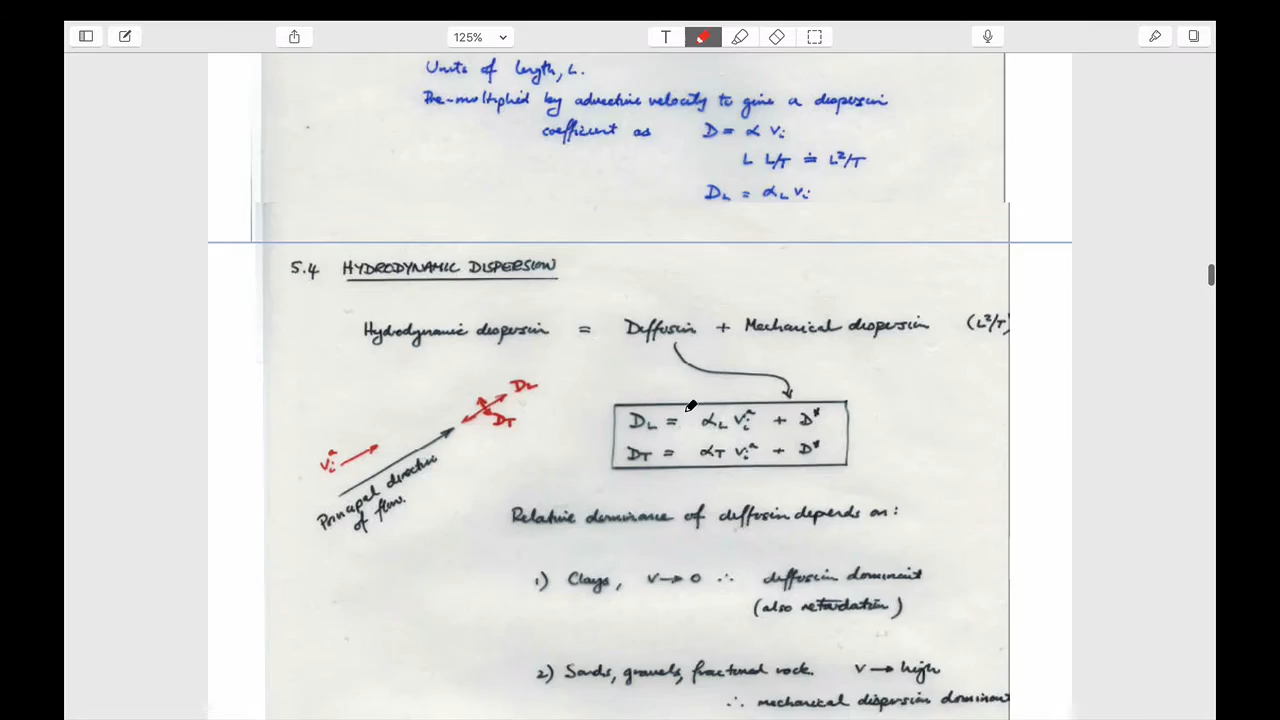 125%
T
Units of length, L.
Pre-multiplied by advective velocity to give a dispersion
coefficient as D = α vi
L L/T ≐ L²/T
DL = αL vi
5.4 HYDRODYNAMIC DISPERSION
Hydrodynamic dispersion = Diffusion + Mechanical dispersion (L²/T)
DL
DT
via
Principal direction
of flow.
DL = αL via + D*
DT = αT via + D*
Relative dominance of diffusion depends on:
1) Clays, v → 0 ∴ diffusion dominant
(also retardation)
2) Sands, gravels, fractured rock. v → high
∴ mechanical dispersion dominant